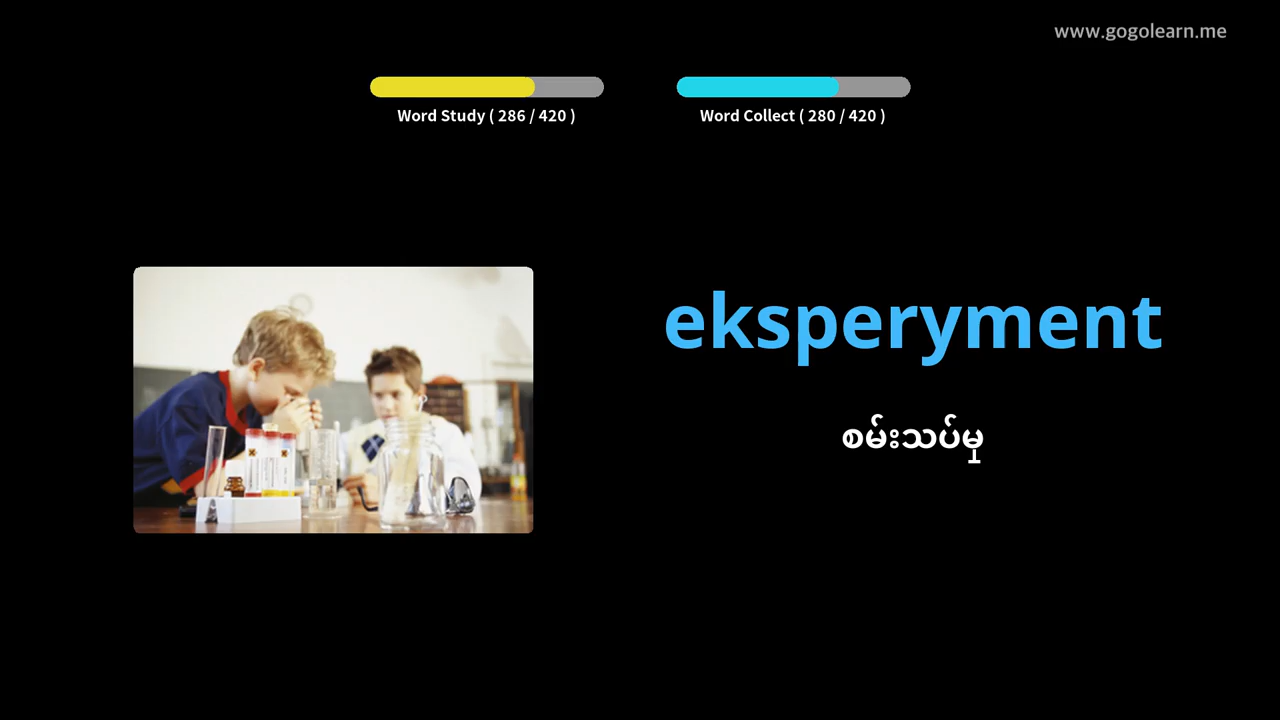 www.gogolearn.me
Word Study ( 286 / 420 )
Word Collect ( 280 / 420 )
eksperyment
စမ်းသပ်မှု